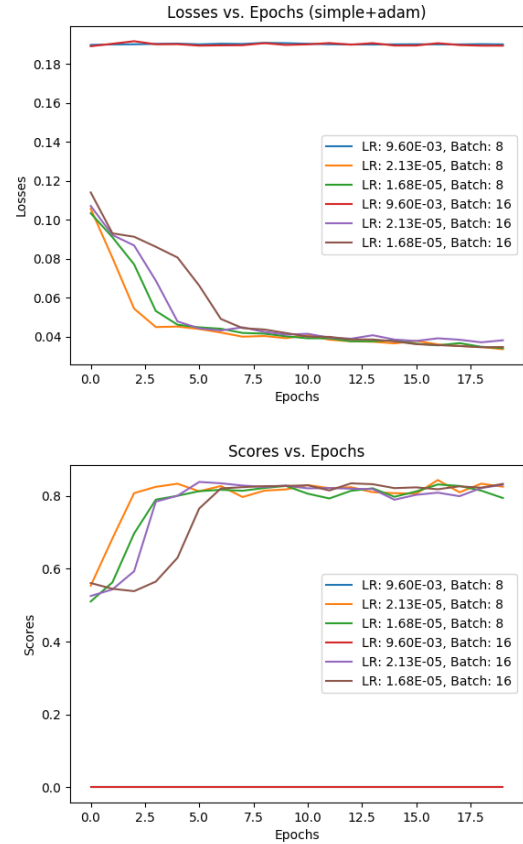 Losses vs. Epochs (simple+adam)
0.18
0.16
0.14
0.12
0.10
0.08
0.06
0.04
Losses
LR: 9.60E-03, Batch: 8
LR: 2.13E-05, Batch: 8
LR: 1.68E-05, Batch: 8
LR: 9.60E-03, Batch: 16
LR: 2.13E-05, Batch: 16
LR: 1.68E-05, Batch: 16
0.0 2.5 5.0 7.5 10.0 12.5 15.0 17.5
Epochs
Scores vs. Epochs
0.8
0.6
0.4
0.2
0.0
Scores
LR: 9.60E-03, Batch: 8
LR: 2.13E-05, Batch: 8
LR: 1.68E-05, Batch: 8
LR: 9.60E-03, Batch: 16
LR: 2.13E-05, Batch: 16
LR: 1.68E-05, Batch: 16
0.0 2.5 5.0 7.5 10.0 12.5 15.0 17.5
Epochs